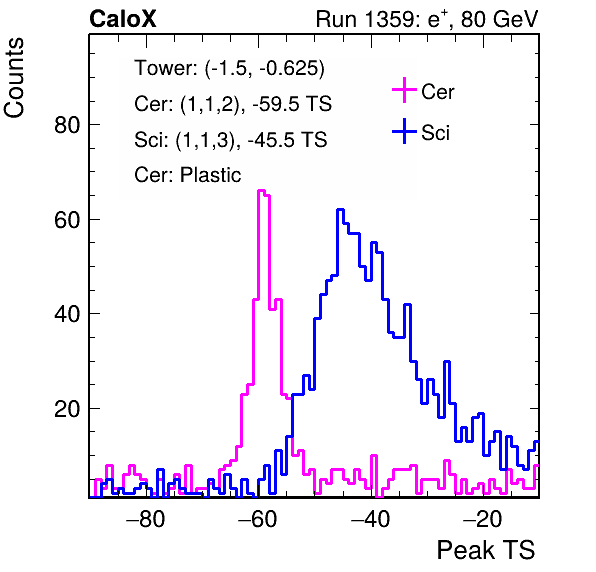 CaloX Run 1359: e⁺, 80 GeV
Counts
Tower: (-1.5, -0.625)
Cer: (1,1,2), -59.5 TS
Sci: (1,1,3), -45.5 TS
Cer: Plastic
Cer
Sci
80
60
40
20
−80 −60 −40 −20
Peak TS